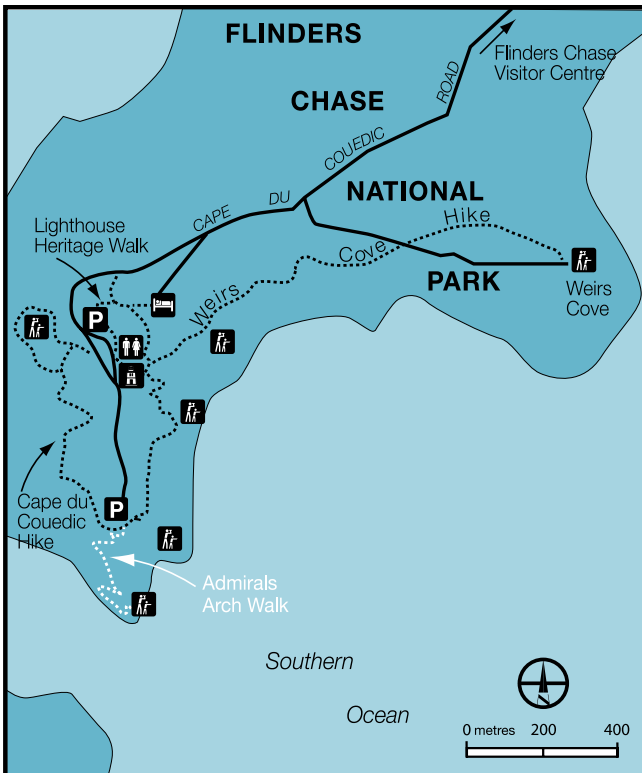 FLINDERS
Flinders Chase
Visitor Centre
CHASE
CAPE DU COUEDIC ROAD
NATIONAL
Lighthouse
Heritage Walk
Weirs Cove Hike
PARK
Weirs
Cove
P
Cape du
Couedic
Hike
P
Admirals
Arch Walk
Southern
Ocean
N
0 metres 200 400